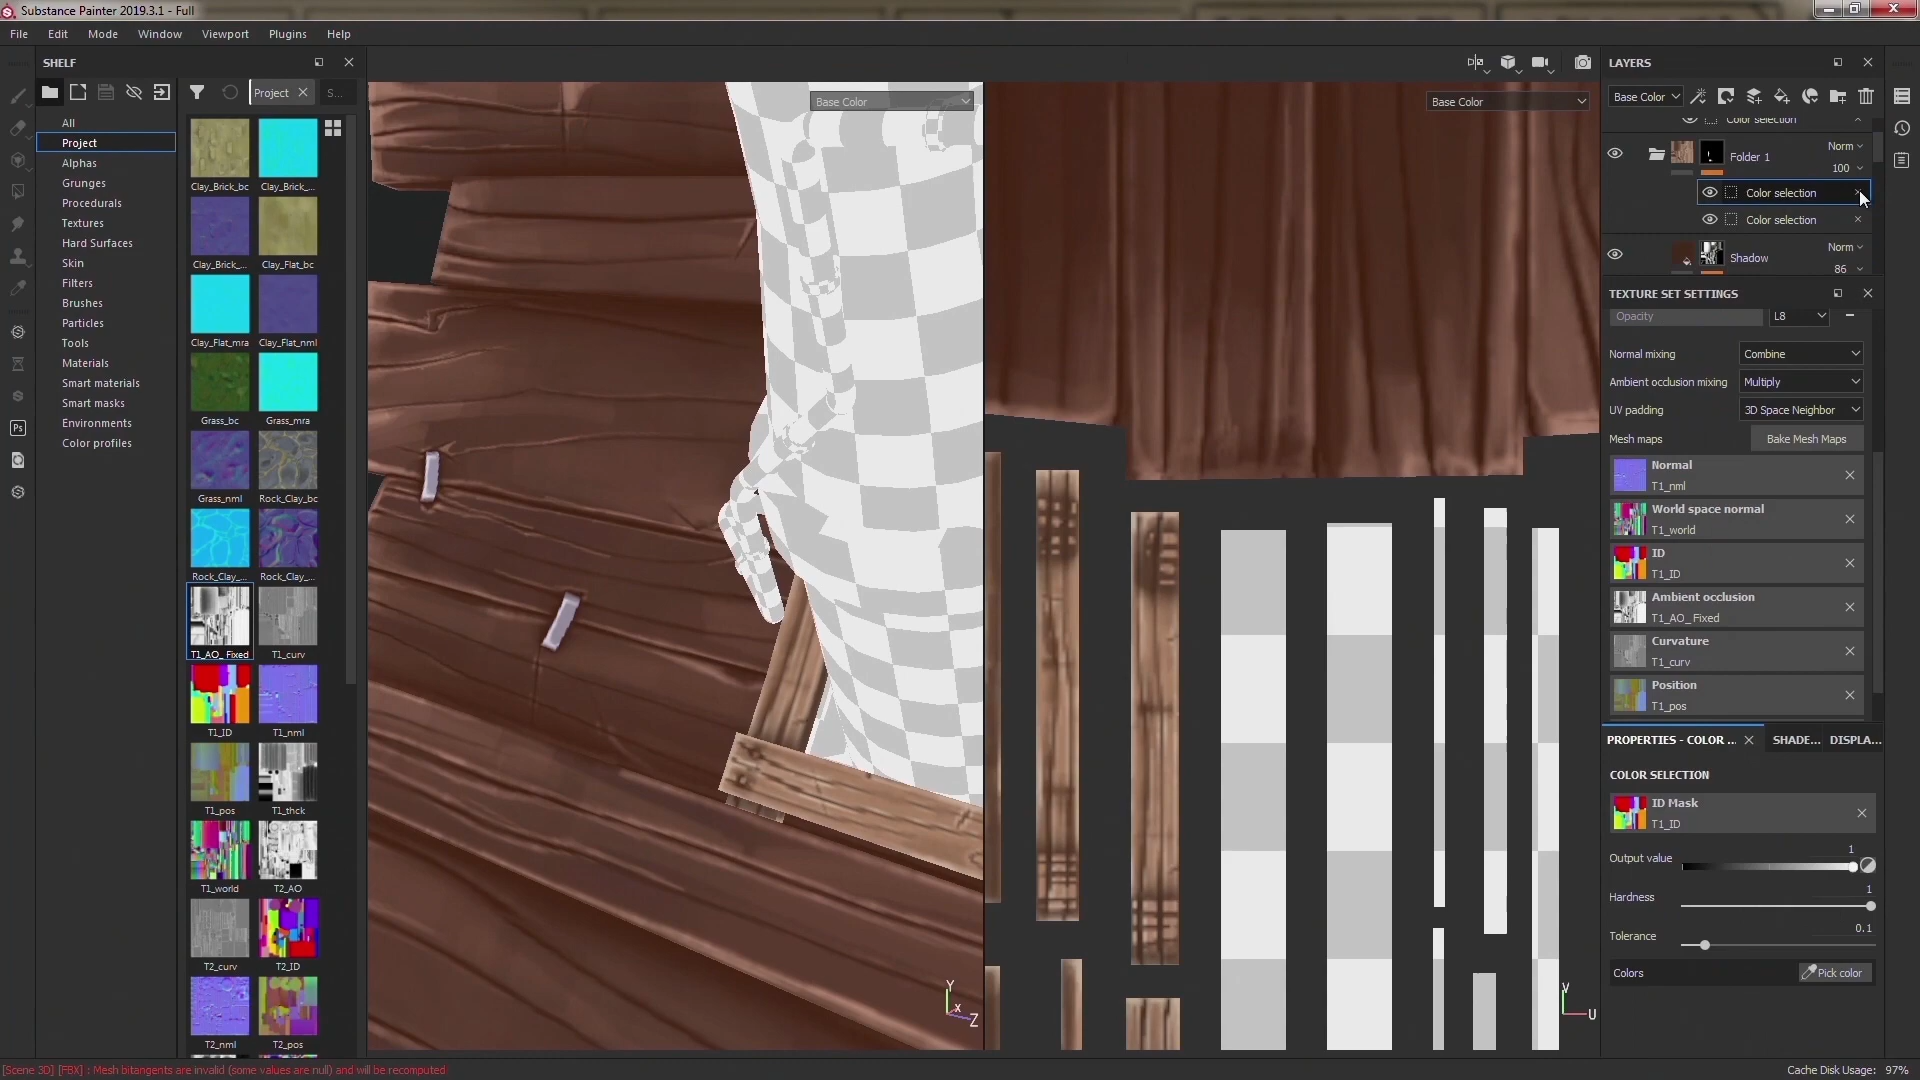 Substance Painter 2019.3.1 - Full
File Edit Mode Window Viewport Plugins Help
SHELF
Project
S...
All
Project
Alphas
Grunges
Procedurals
Textures
Hard Surfaces
Skin
Filters
Brushes
Particles
Tools
Materials
Smart materials
Smart masks
Environments
Color profiles
Clay_Brick_bc Clay_Brick_...
Clay_Brick_... Clay_Flat_bc
Clay_Flat_mra Clay_Flat_nml
Grass_bc Grass_mra
Grass_nml Rock_Clay_bc
Rock_Clay_... Rock_Clay_...
T1_AO_ Fixed T1_curv
T1_ID T1_nml
T1_pos T1_thck
T1_world T2_AO
T2_curv T2_ID
T2_nml T2_pos
Base Color
Base Color
Y
X
Z
V
U
LAYERS
Base Color
Color selection
Norm
Folder 1
100
Color selection
Color selection
Norm
Shadow
86
TEXTURE SET SETTINGS
Opacity L8
Normal mixing Combine
Ambient occlusion mixing Multiply
UV padding 3D Space Neighbor
Mesh maps Bake Mesh Maps
Normal
T1_nml
World space normal
T1_world
ID
T1_ID
Ambient occlusion
T1_AO_ Fixed
Curvature
T1_curv
Position
T1_pos
PROPERTIES - COLOR ... SHADE... DISPLA...
COLOR SELECTION
ID Mask
T1_ID
Output value 1
Hardness 1
Tolerance 0.1
Colors Pick color
Ps
[Scene 3D] [FBX] : Mesh bitangents are invalid (some values are null) and will be recomputed
Cache Disk Usage: 97%